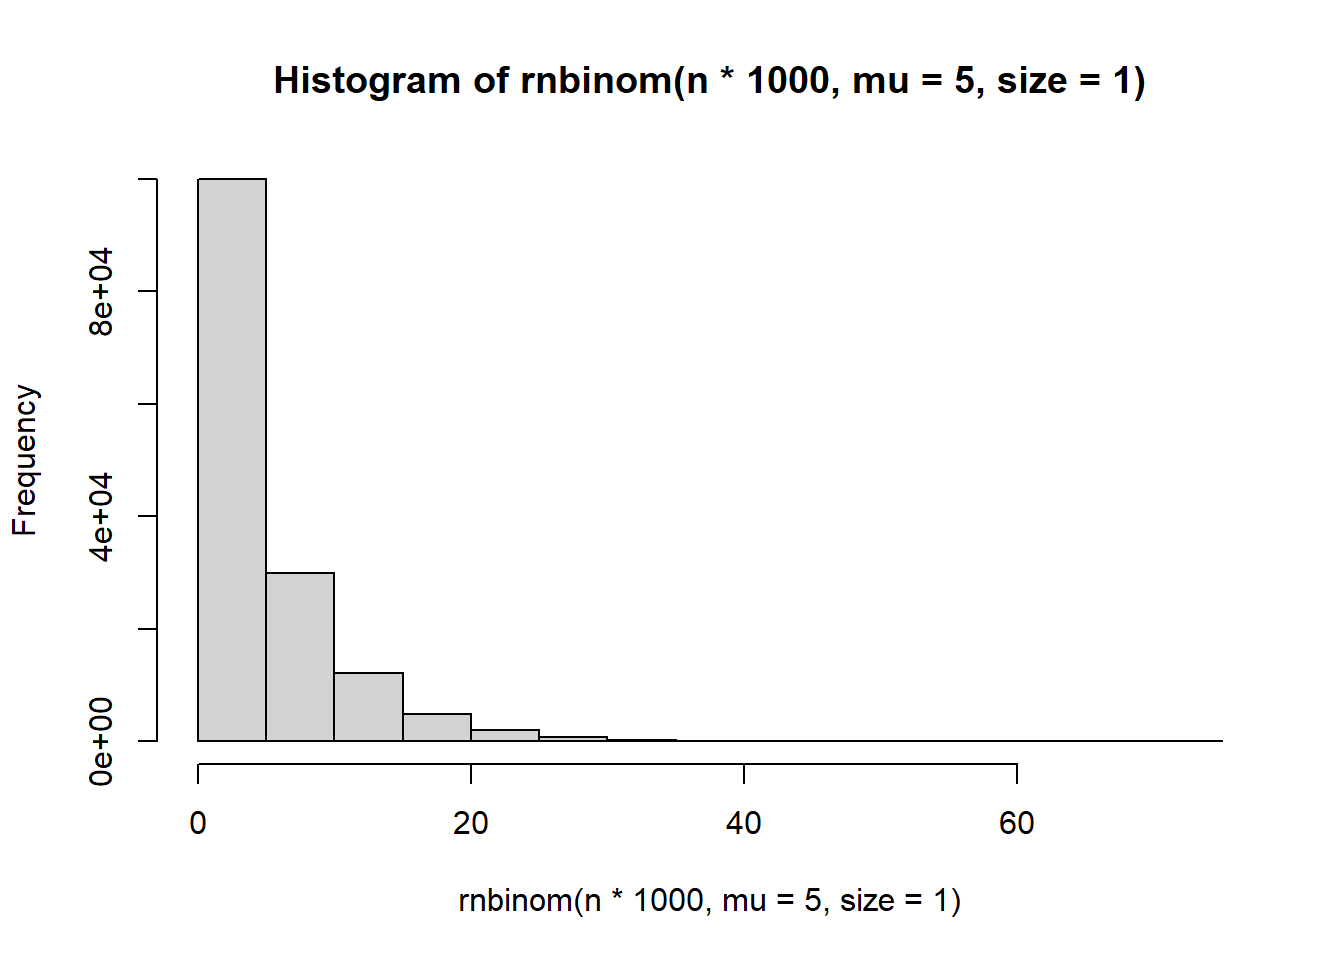 Histogram of rnbinom(n * 1000, mu = 5, size = 1)
Frequency
8e+04
4e+04
0e+00
0 20 40 60
rnbinom(n * 1000, mu = 5, size = 1)